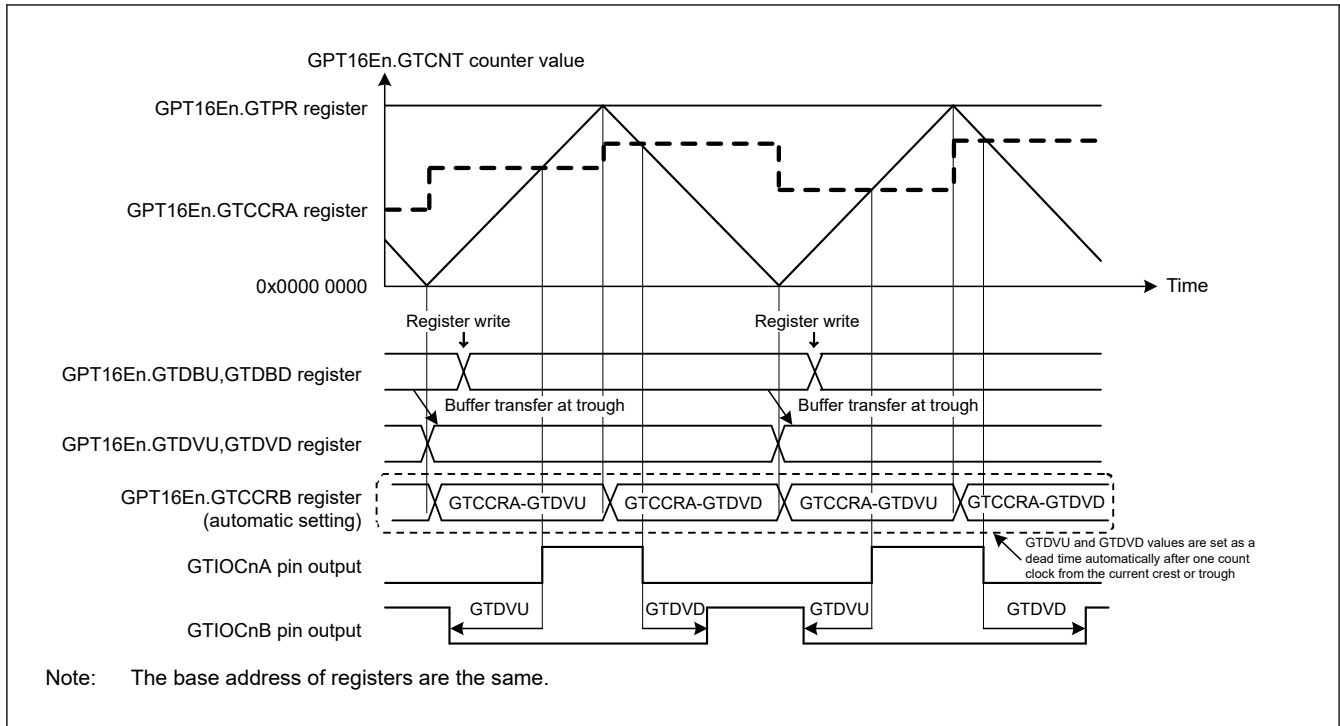 GPT16En.GTCNT counter value
GPT16En.GTPR register
GPT16En.GTCCRA register
0x0000 0000
Time
Register write
Register write
GPT16En.GTDBU,GTDBD register
Buffer transfer at trough
Buffer transfer at trough
GPT16En.GTDVU,GTDVD register
GPT16En.GTCCRB register
(automatic setting)
GTCCRA-GTDVU
GTCCRA-GTDVD
GTCCRA-GTDVU
GTCCRA-GTDVD
GTDVU and GTDVD values are set as a
dead time automatically after one count
clock from the current crest or trough
GTIOCnA pin output
GTDVU
GTDVD
GTDVU
GTDVD
GTIOCnB pin output
Note: The base address of registers are the same.